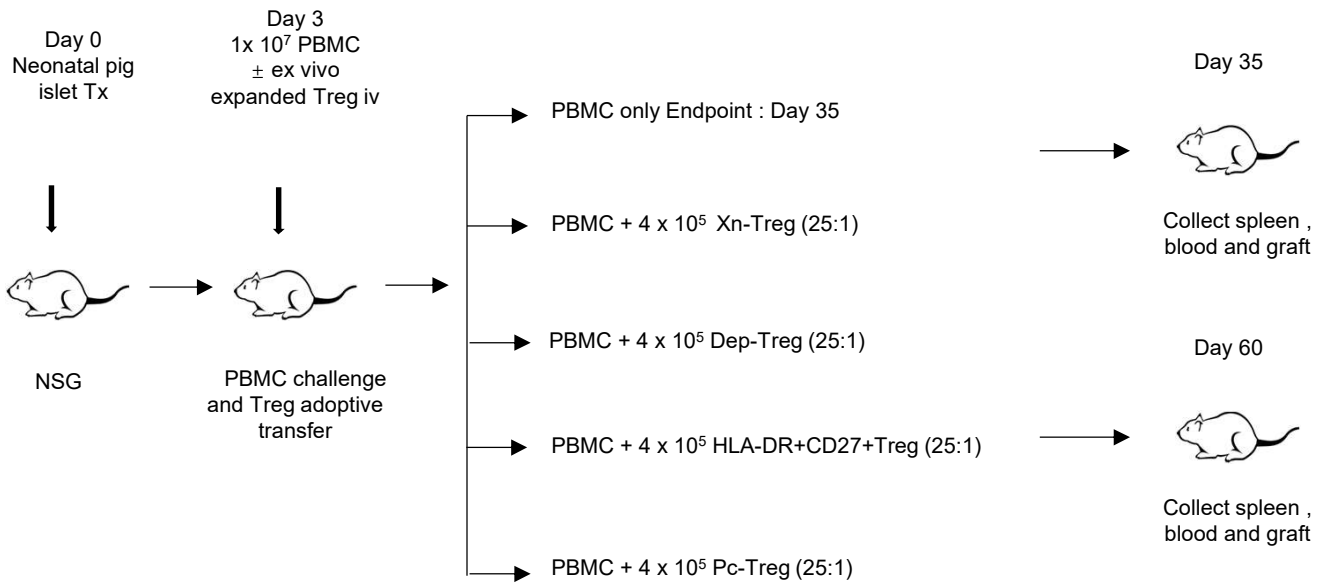 Day 0
Neonatal pig
islet Tx
NSG
Day 3
1x 10⁷ PBMC
± ex vivo
expanded Treg iv
PBMC challenge
and Treg adoptive
transfer
PBMC only Endpoint : Day 35
PBMC + 4 x 10⁵ Xn-Treg (25:1)
PBMC + 4 x 10⁵ Dep-Treg (25:1)
PBMC + 4 x 10⁵ HLA-DR+CD27+Treg (25:1)
PBMC + 4 x 10⁵ Pc-Treg (25:1)
Day 35
Collect spleen ,
blood and graft
Day 60
Collect spleen ,
blood and graft